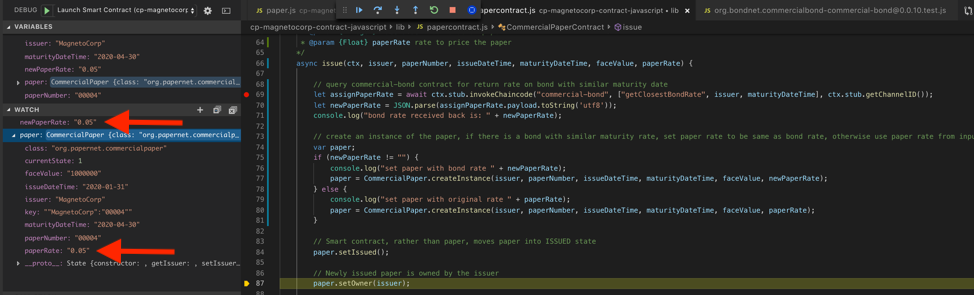 DEBUG Launch Smart Contract (cp-magnetocorp-
JS paper.js cp-magnetor
papercontract.js cp-magnetocorp-contract-javascript • lib
JS org.bondnet.commercialbond-commercial-bond@0.0.10.test.js
cp-magnetocorp-contract-javascript › lib › JS papercontract.js › CommercialPaperContract › issue
VARIABLES
issuer: "MagnetoCorp"
maturityDateTime: "2020-04-30"
newPaperRate: "0.05"
paper: CommercialPaper {class: "org.papernet.commercial_
paperNumber: "00004"
WATCH
newPaperRate: "0.05"
paper: CommercialPaper {class: "org.papernet.commercialp_
class: "org.papernet.commercialpaper"
currentState: 1
faceValue: "1000000"
issueDateTime: "2020-01-31"
issuer: "MagnetoCorp"
key: ""MagnetoCorp":"00004""
maturityDateTime: "2020-04-30"
paperNumber: "00004"
paperRate: "0.05"
__proto__: State {constructor: , getIssuer: , setIssuer_
64 * @param {Float} paperRate rate to price the paper
65 */
66 async issue(ctx, issuer, paperNumber, issueDateTime, maturityDateTime, faceValue, paperRate) {
67
68 // query commercial-bond contract for return rate on bond with similar maturity date
69 let assignPaperRate = await ctx.stub.invokeChaincode("commercial-bond", ["getClosestBondRate", issuer, maturityDateTime], ctx.stub.getChannelID());
70 let newPaperRate = JSON.parse(assignPaperRate.payload.toString('utf8'));
71 console.log("bond rate received back is: " + newPaperRate);
72
73 // create an instance of the paper, if there is a bond with similar maturity rate, set paper rate to be same as bond rate, otherwise use paper rate from inpu
74 var paper;
75 if (newPaperRate != "") {
76 console.log("set paper with bond rate " + newPaperRate);
77 paper = CommercialPaper.createInstance(issuer, paperNumber, issueDateTime, maturityDateTime, faceValue, newPaperRate);
78 } else {
79 console.log("set paper with original rate " + paperRate);
80 paper = CommercialPaper.createInstance(issuer, paperNumber, issueDateTime, maturityDateTime, faceValue, paperRate);
81 }
82
83 // Smart contract, rather than paper, moves paper into ISSUED state
84 paper.setIssued();
85
86 // Newly issued paper is owned by the issuer
87 paper.setOwner(issuer);
88